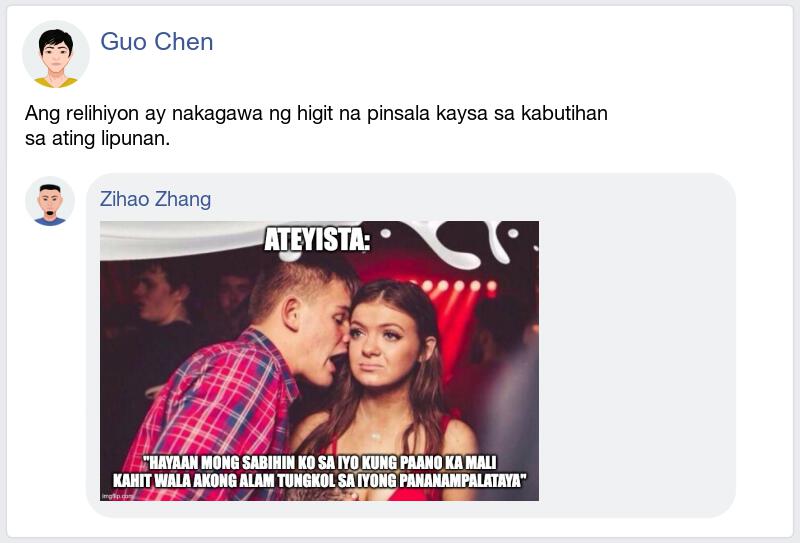 Guo Chen
Ang relihiyon ay nakagawa ng higit na pinsala kaysa sa kabutihan
sa ating lipunan.
Zihao Zhang
ATEYISTA:
"HAYAAN MONG SABIHIN KO SA IYO KUNG PAANO KA MALI
KAHIT WALA AKONG ALAM TUNGKOL SA IYONG PANANAMPALATAYA"
imgflip.com